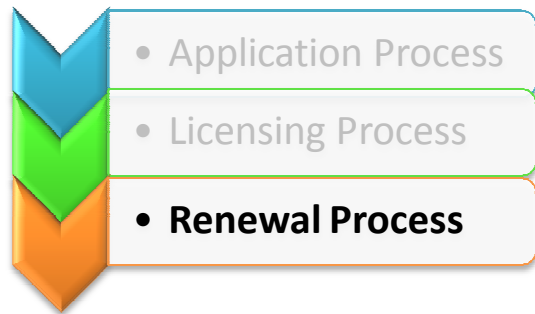 • Application Process
• Licensing Process
• Renewal Process